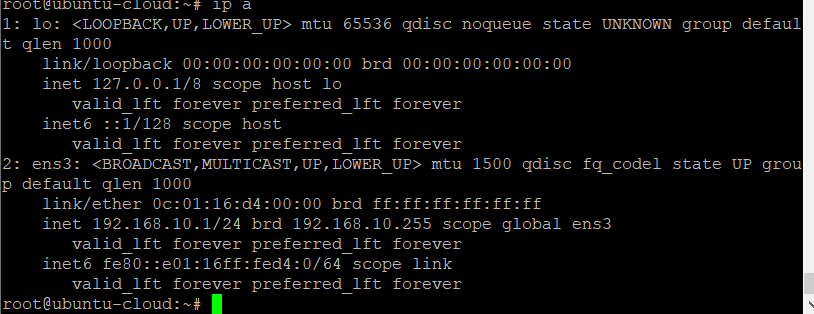 root@ubuntu-cloud:~# ip a
1: lo: <LOOPBACK,UP,LOWER_UP> mtu 65536 qdisc noqueue state UNKNOWN group defaul
t qlen 1000
    link/loopback 00:00:00:00:00:00 brd 00:00:00:00:00:00
    inet 127.0.0.1/8 scope host lo
       valid_lft forever preferred_lft forever
    inet6 ::1/128 scope host
       valid_lft forever preferred_lft forever
2: ens3: <BROADCAST,MULTICAST,UP,LOWER_UP> mtu 1500 qdisc fq_codel state UP grou
p default qlen 1000
    link/ether 0c:01:16:d4:00:00 brd ff:ff:ff:ff:ff:ff
    inet 192.168.10.1/24 brd 192.168.10.255 scope global ens3
       valid_lft forever preferred_lft forever
    inet6 fe80::e01:16ff:fed4:0/64 scope link
       valid_lft forever preferred_lft forever
root@ubuntu-cloud:~#